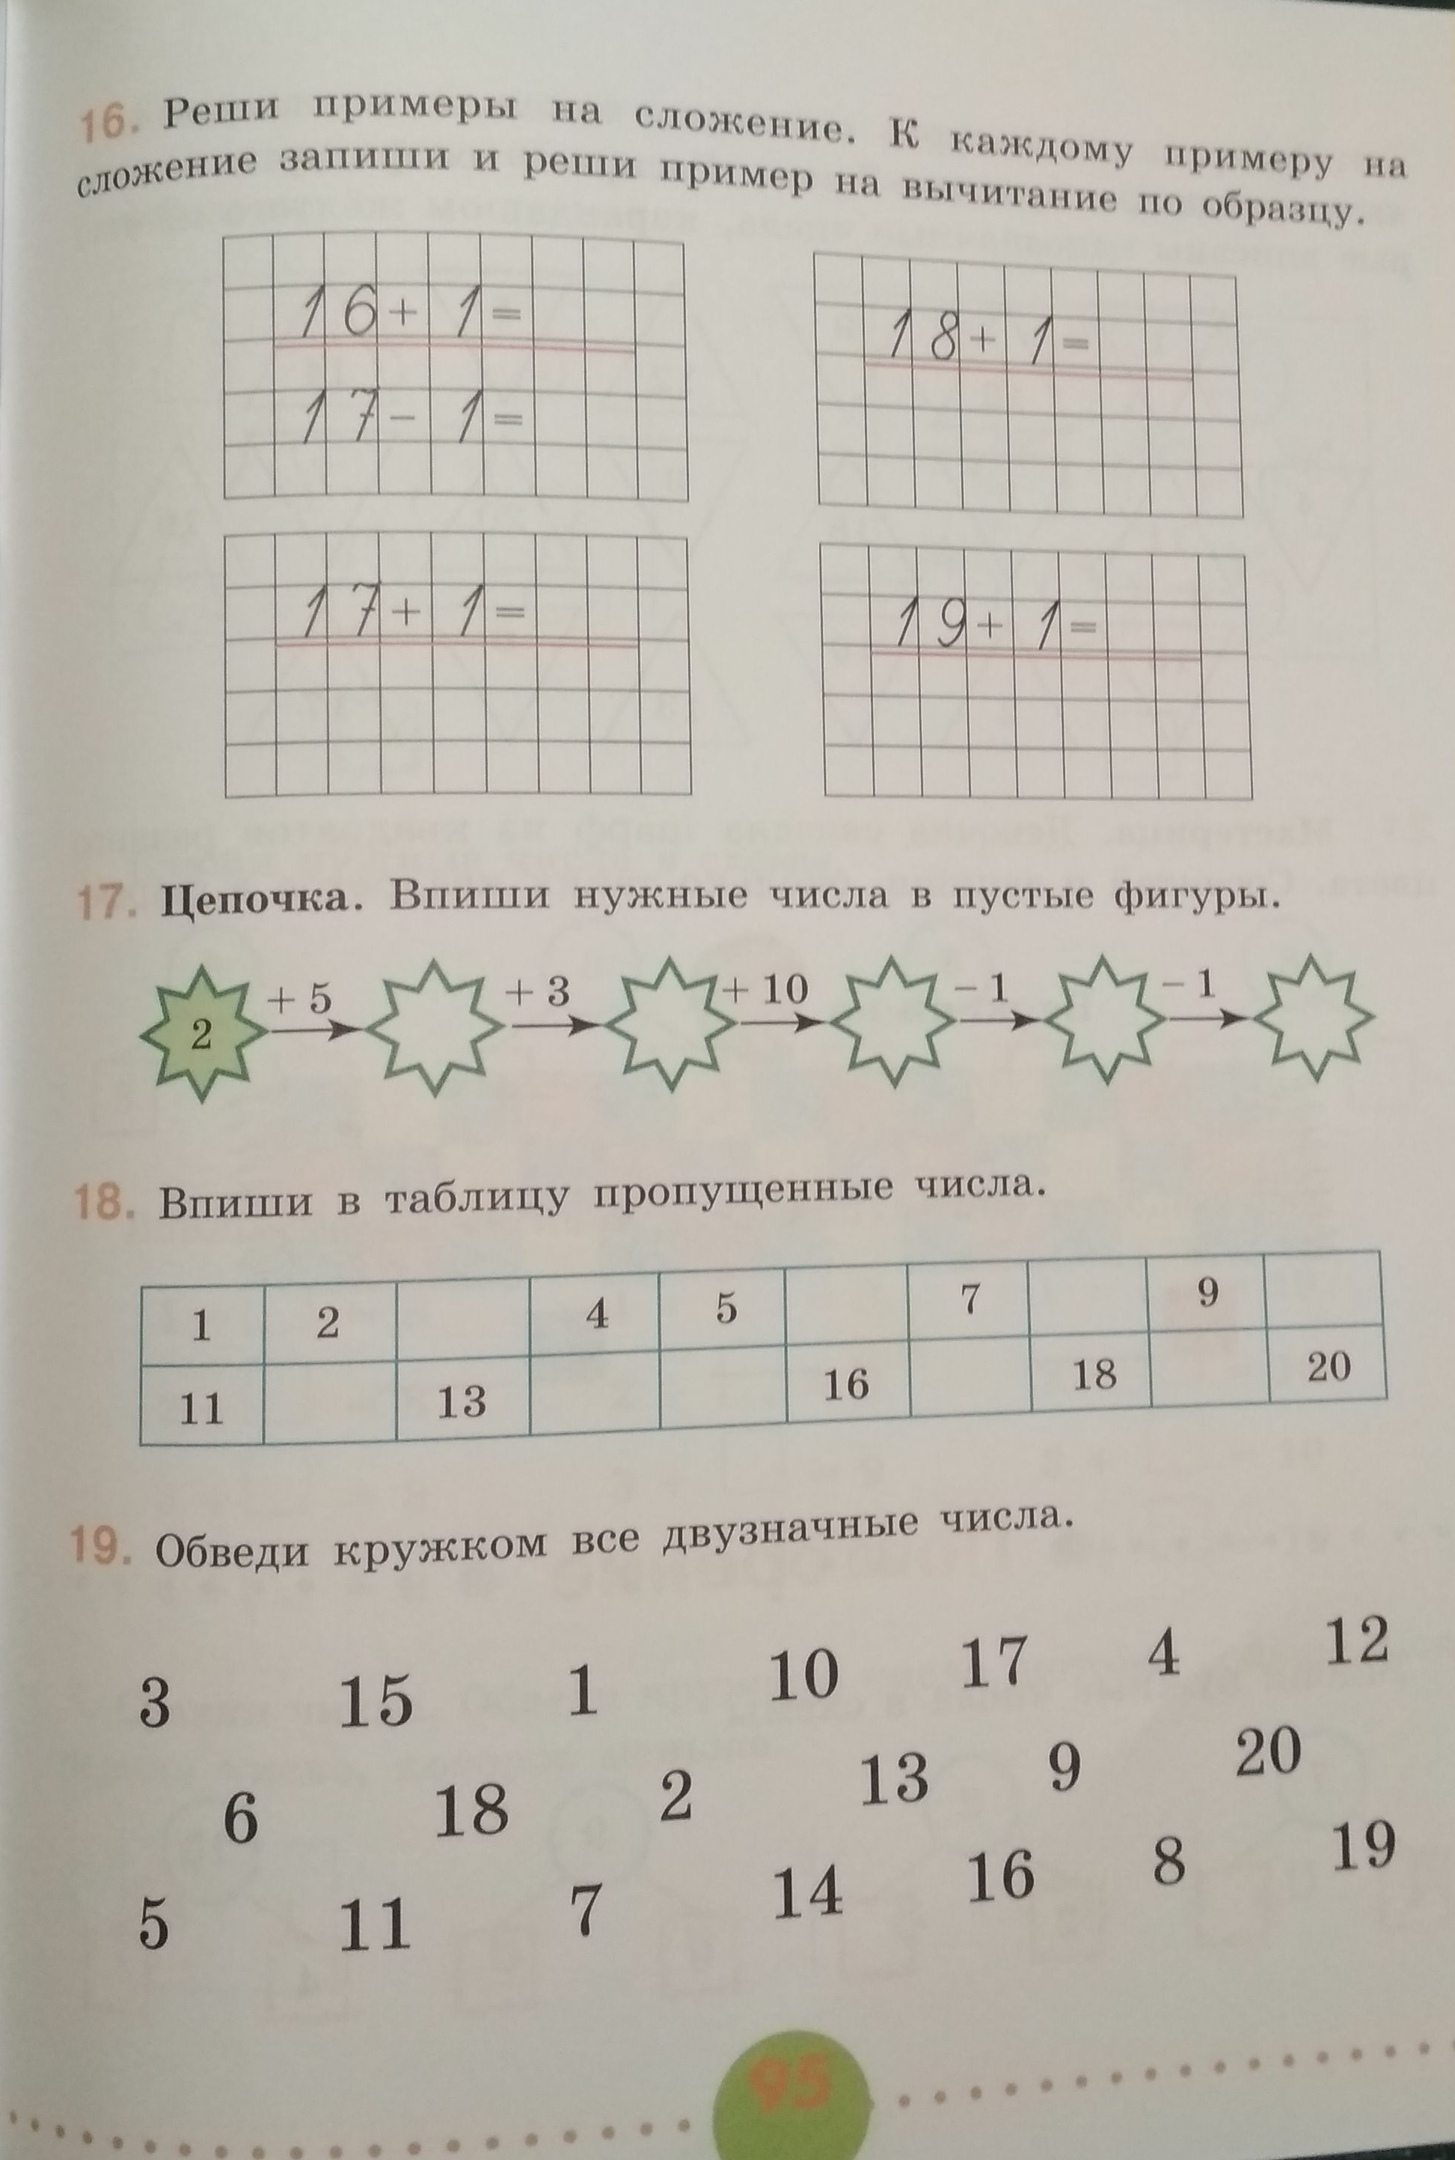 16. Реши примеры на сложение. К каждому примеру на
сложение запиши и реши пример на вычитание по образцу.
16+ 1=
18+ 1=
17- 1=
17+ 1=
19+ 1=
17. Цепочка. Впиши нужные числа в пустые фигуры.
2 + 5 + 3 + 10 - 1 - 1
18. Впиши в таблицу пропущенные числа.
1 2 4 5 7 9
11 13 16 18 20
19. Обведи кружком все двузначные числа.
3 15 1 10 17 4 12
6 18 2 13 9 20
5 11 7 14 16 8 19
95